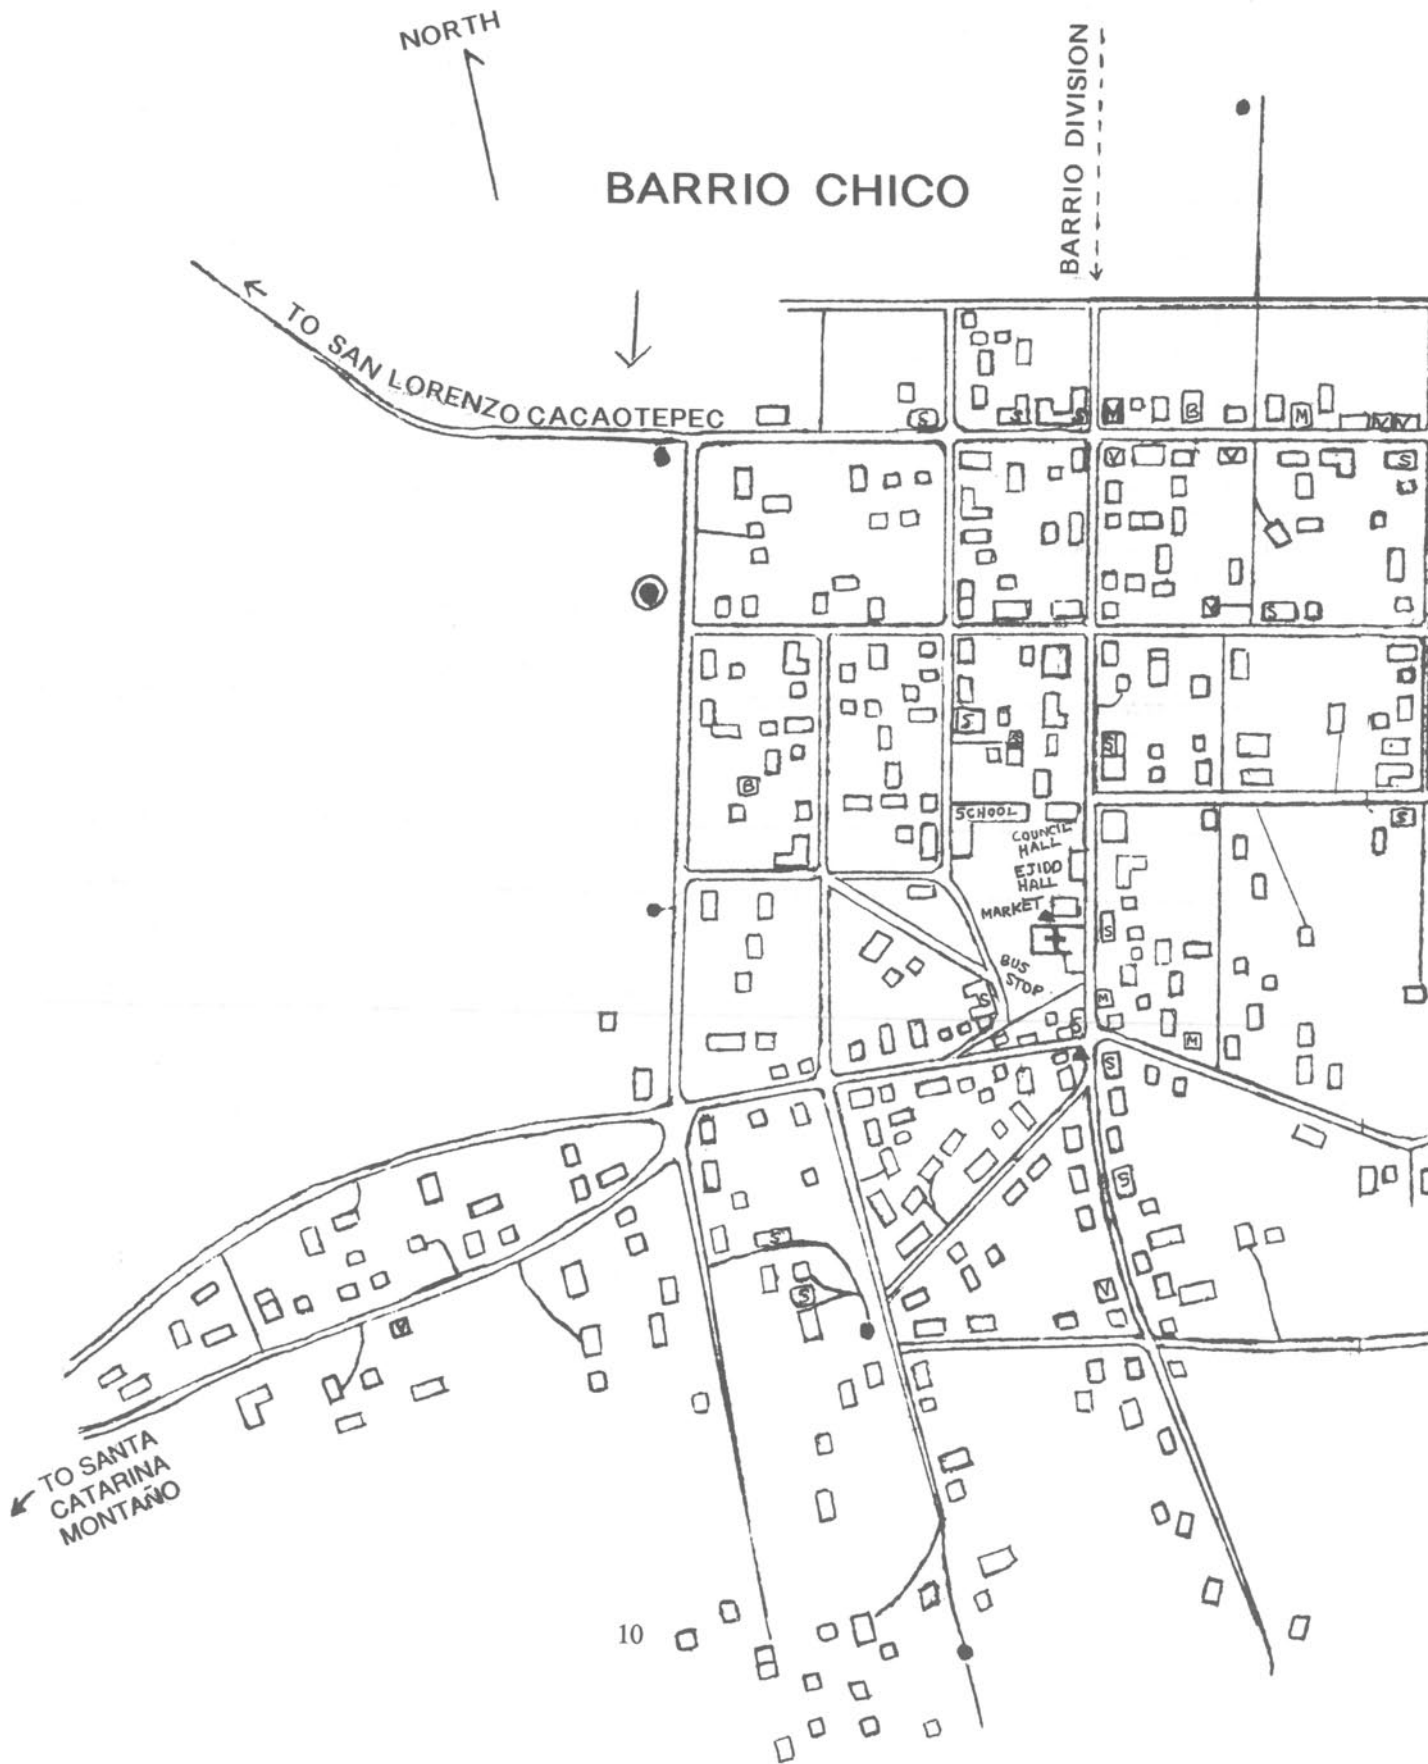 NORTH
BARRIO DIVISION
BARRIO CHICO
TO SAN LORENZO CACAOTEPEC
S
S
S
M
B
M
V
V
V
V
S
V
S
S
S
S
B
SCHOOL
COUNCIL
HALL
EJIDO
HALL
MARKET
S
S
BUS
STOP
S
M
S
M
S
S
S
S
V
V
TO SANTA
CATARINA
MONTAÑO
10